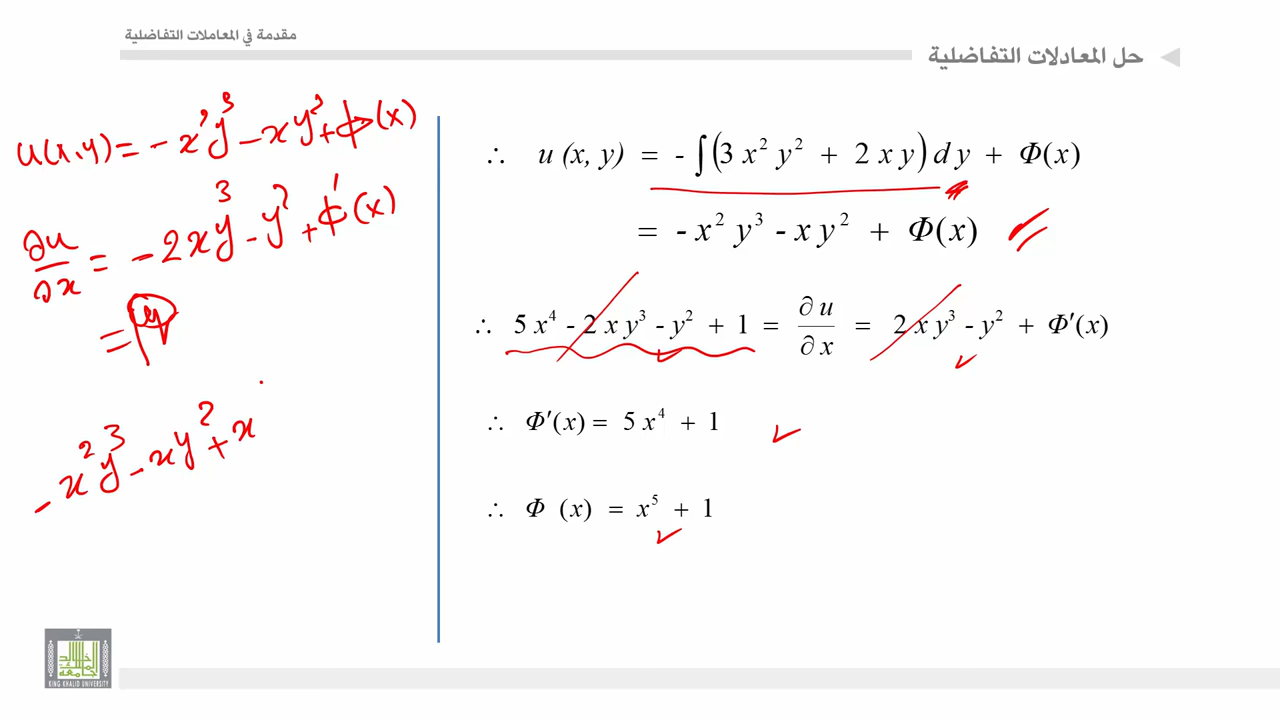 مقدمة في المعاملات التفاضلية
حل المعادلات التفاضلية
∴ u (x, y) = - ∫(3 x² y² + 2 x y) d y + Φ(x)
= - x² y³ - x y² + Φ(x)
∴ 5 x⁴ - 2 x y³ - y² + 1 = ∂ u / ∂ x = 2 x y³ - y² + Φ′(x)
∴ Φ′(x) = 5 x⁴ + 1
∴ Φ (x) = x⁵ + 1
u(x,y) = - x²y³ - xy² + ϕ(x)
∂u / ∂x = - 2xy³ - y² + ϕ′(x)
- x²y³ - xy² + x
KING KHALID UNIVERSITY